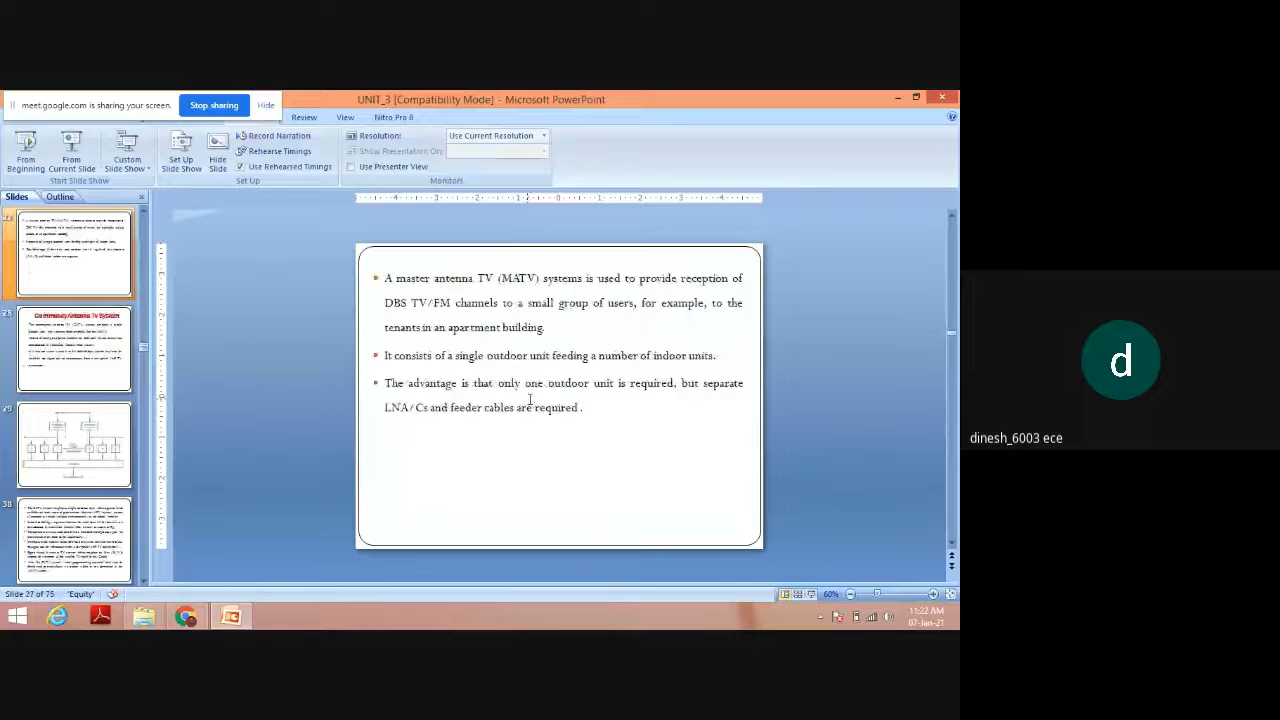 meet.google.com is sharing your screen.
Stop sharing
Hide
UNIT_3 [Compatibility Mode] - Microsoft PowerPoint
Review
View
Nitro Pro 8
From Beginning
From Current Slide
Custom Slide Show
Set Up Slide Show
Hide Slide
Record Narration
Rehearse Timings
Use Rehearsed Timings
Resolution:
Use Current Resolution
Show Presentation On:
Use Presenter View
Start Slide Show
Set Up
Monitors
Slides
Outline
• A master antenna TV (MATV) systems is used to provide reception of
DBS TV/FM channels to a small group of users, for example, to the
tenants in an apartment building.
• It consists of a single outdoor unit feeding a number of indoor units.
• The advantage is that only one outdoor unit is required, but separate
LNA/Cs and feeder cables are required .
28
Community Antenna TV System
29
Slide 27 of 75
"Equity"
60%
11:22 AM
07-Jan-21
d
dinesh_6003 ece